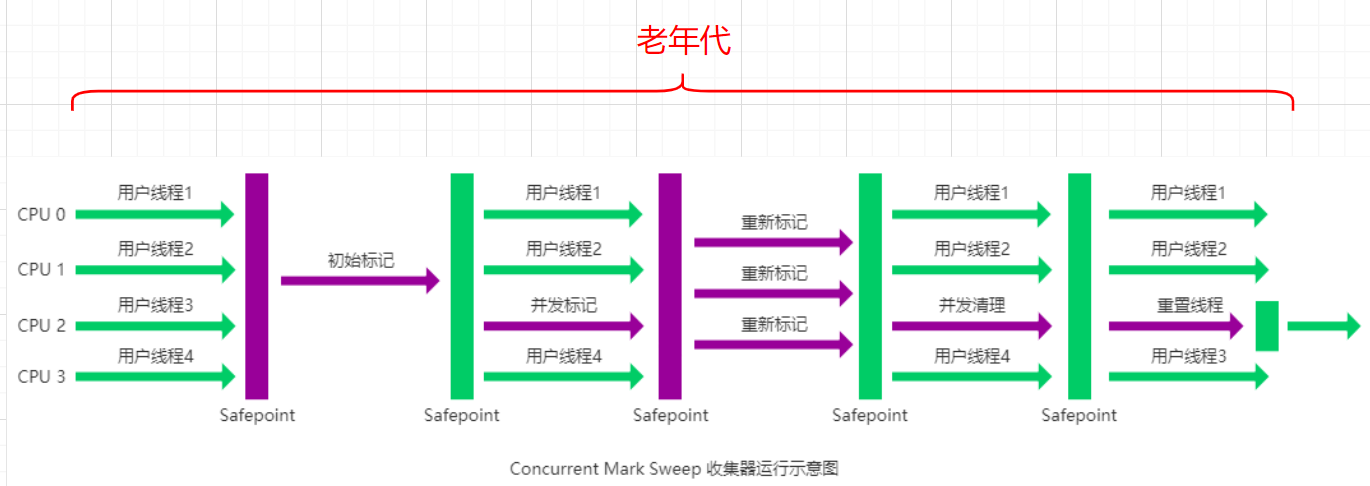 老年代
用户线程1 用户线程1 用户线程1 用户线程1
CPU 0
重新标记
用户线程2 用户线程2 用户线程2 用户线程2
CPU 1
初始标记 重新标记
用户线程3 并发标记 并发清理 重置线程
CPU 2
重新标记
用户线程4 用户线程4 用户线程4 用户线程3
CPU 3
Safepoint Safepoint Safepoint Safepoint Safepoint
Concurrent Mark Sweep 收集器运行示意图